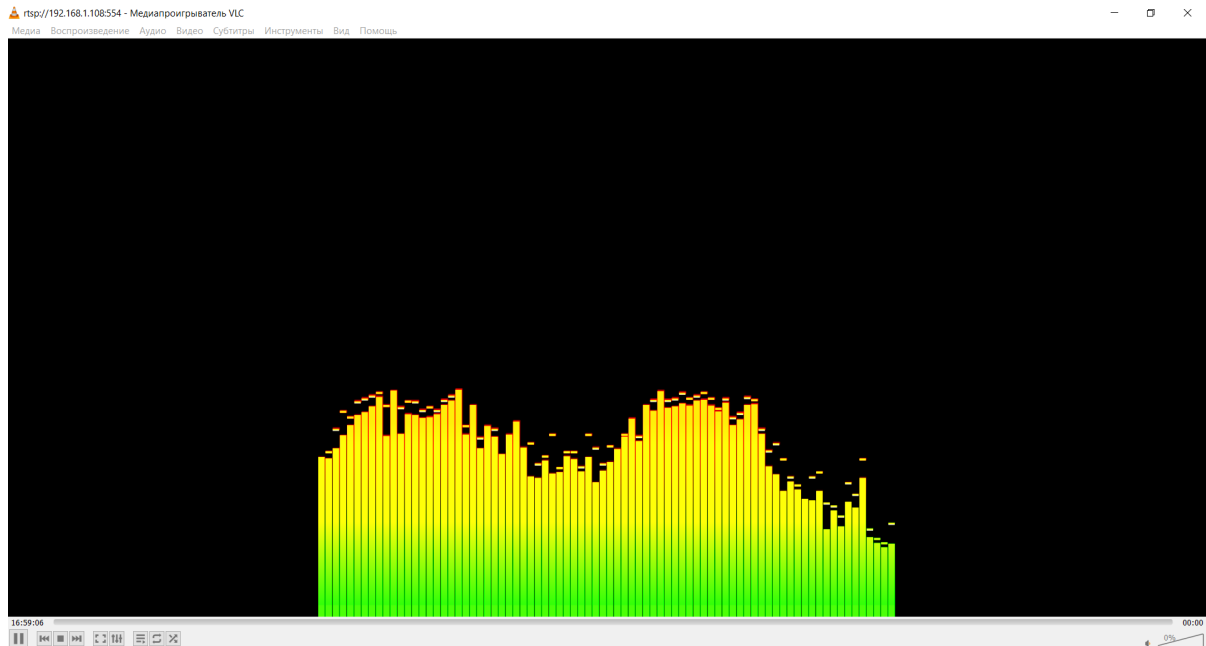 rtsp://192.168.1.108:554 - Медиапроигрыватель VLC
Медиа Воспроизведение Аудио Видео Субтитры Инструменты Вид Помощь
16:59:06 00:00
0%